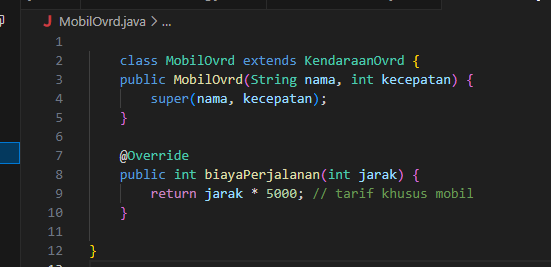 MobilOvrd.java > ...
1
2 class MobilOvrd extends KendaraanOvrd {
3 public MobilOvrd(String nama, int kecepatan) {
4 super(nama, kecepatan);
5 }
6
7 @Override
8 public int biayaPerjalanan(int jarak) {
9 return jarak * 5000; // tarif khusus mobil
10 }
11
12 }